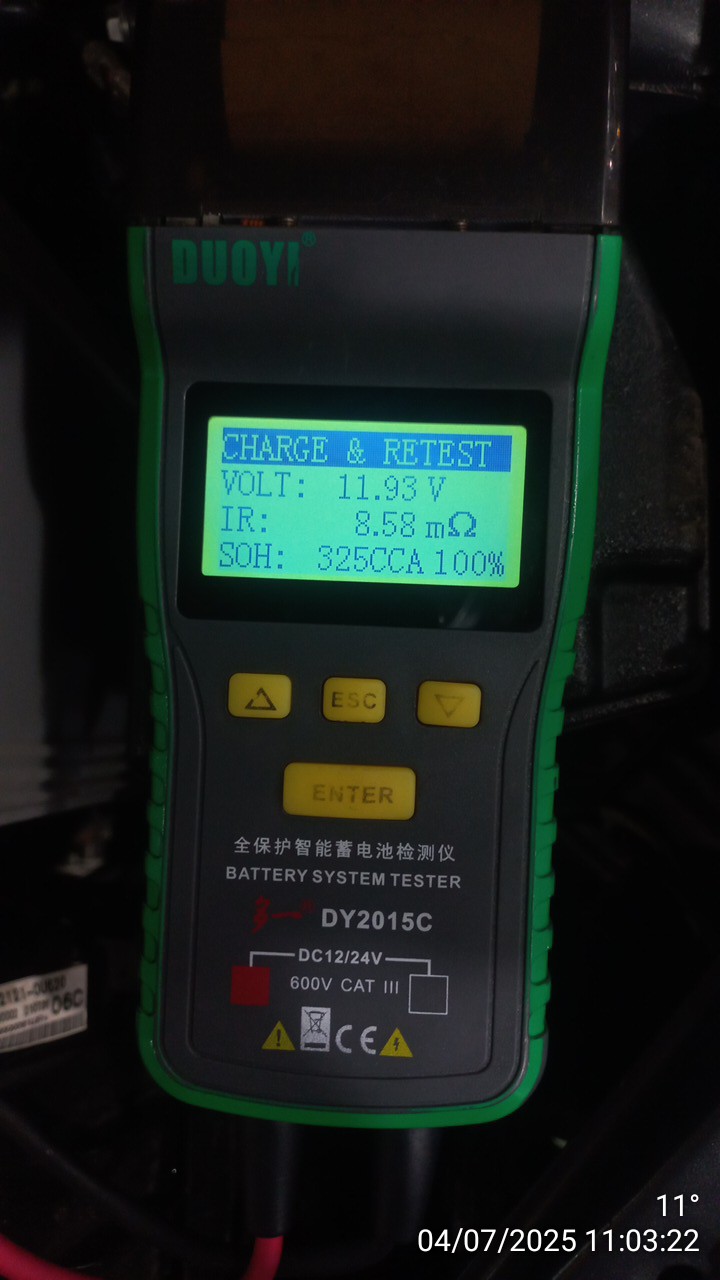 DUOYI®
CHARGE & RETEST
VOLT: 11.93 V
IR: 8.58 mΩ
SOH: 325CCA 100%
ESC
ENTER
全保护智能蓄电池检测仪
BATTERY SYSTEM TESTER
DY2015C
DC12/24V
600V CAT III
CE
06C
11°
04/07/2025 11:03:22